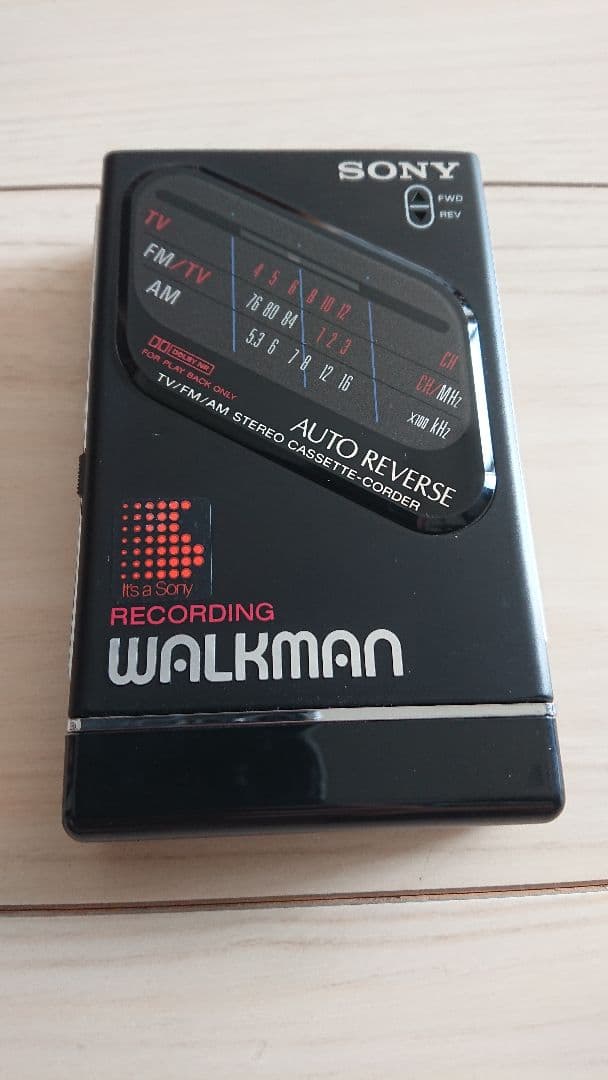 SONY
FWD
REV
TV
4 5 6 8 10 12
CH
FM/TV
76 80 84 1 2 3
CH/MHz
AM
5.3 6 7 8 12 16
X100 kHz
DOLBY NR
FOR PLAY BACK ONLY
TV/FM/AM STEREO CASSETTE-CORDER
AUTO REVERSE
It's a Sony
RECORDING
WALKMAN